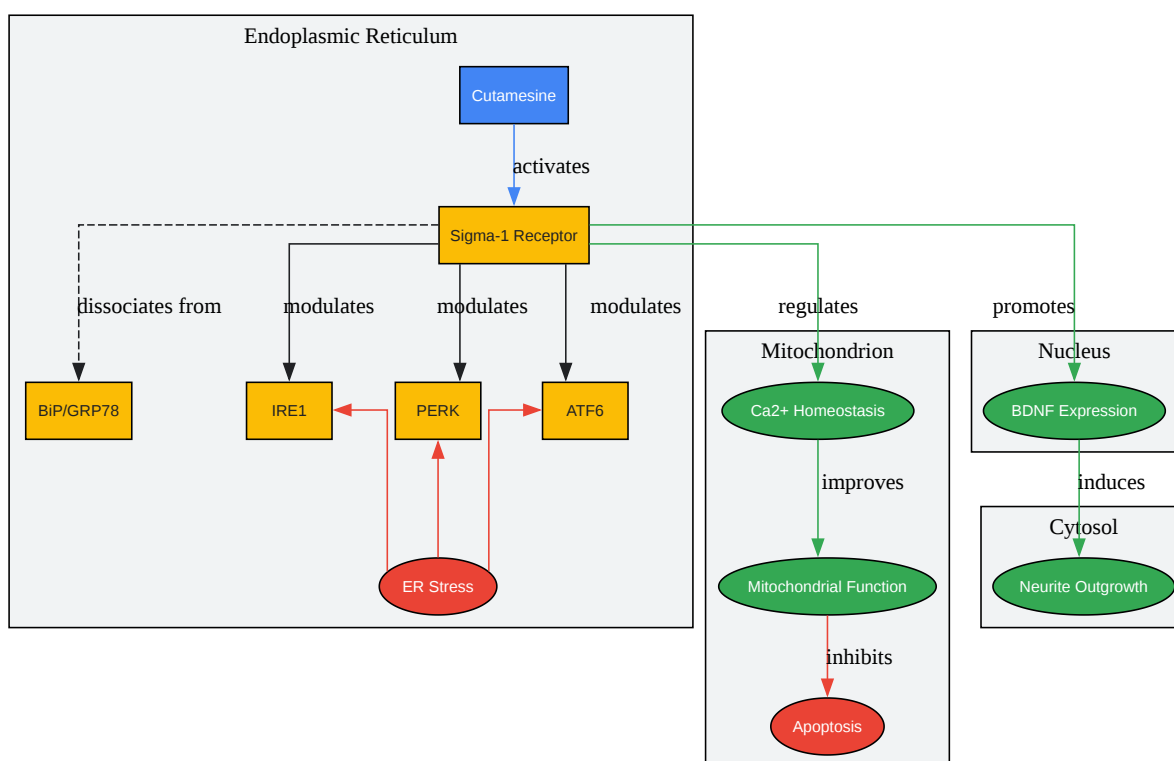 Endoplasmic Reticulum
Cutamesine
activates
Sigma-1 Receptor
dissociates from
modulates
modulates
modulates
regulates
promotes
Mitochondrion
Nucleus
BiP/GRP78
IRE1
PERK
ATF6
Ca2+ Homeostasis
BDNF Expression
improves
induces
Cytosol
ER Stress
Mitochondrial Function
Neurite Outgrowth
inhibits
Apoptosis